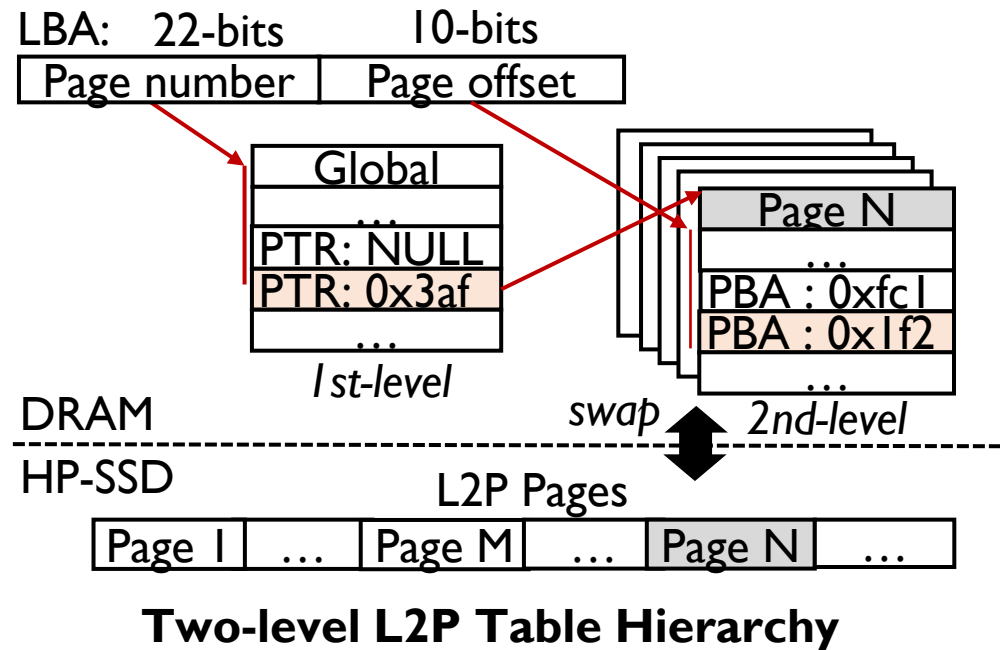 LBA: 22-bits 10-bits
Page number Page offset
Global
...
PTR: NULL
PTR: 0x3af
...
1st-level
Page N
...
PBA : 0xfc1
PBA : 0x1f2
...
2nd-level
swap
DRAM
HP-SSD
L2P Pages
Page 1 ... Page M ... Page N ...
Two-level L2P Table Hierarchy